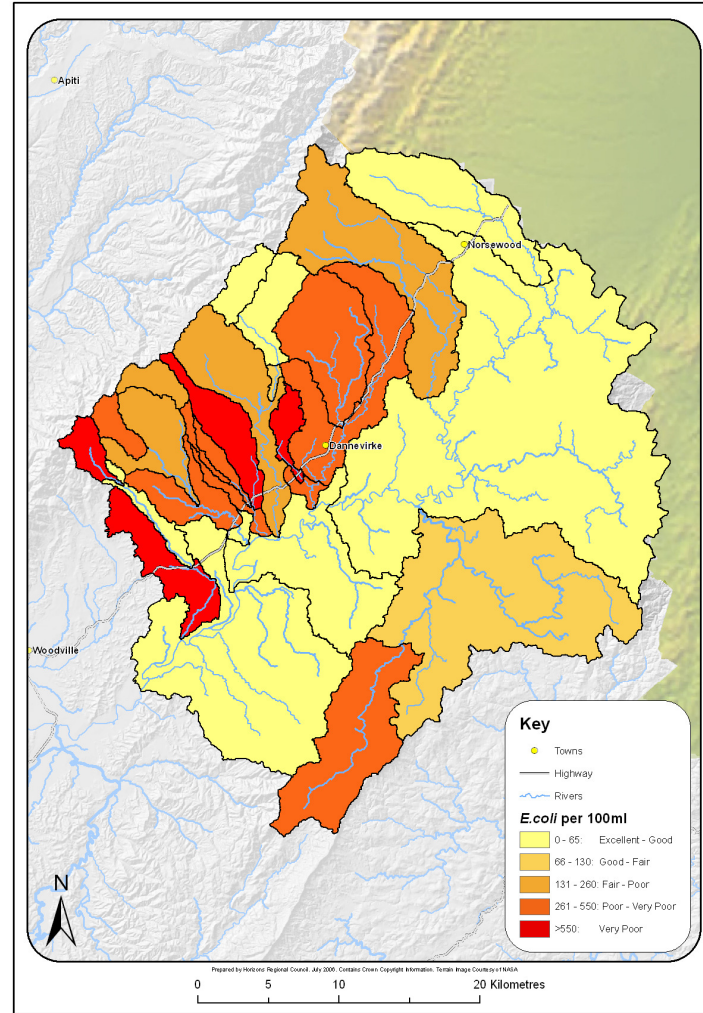 Apiti
Norsewood
Dannevirke
Woodville
Key
Towns
Highway
Rivers
E.coli per 100ml
0 - 65: Excellent - Good
66 - 130: Good - Fair
131 - 260: Fair - Poor
261 - 550: Poor - Very Poor
>550: Very Poor
N
Prepared by Horizons Regional Council, July 2006. Contains Crown Copyright Information. Terrain Image Courtesy of NASA
0 5 10 20 Kilometres